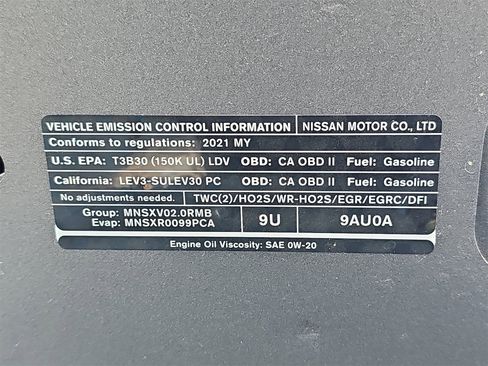 VEHICLE EMISSION CONTROL INFORMATION NISSAN MOTOR CO., LTD
Conforms to regulations: 2021 MY
U.S. EPA: T3B30 (150K UL) LDV OBD: CA OBD II Fuel: Gasoline
California: LEV3-SULEV30 PC OBD: CA OBD II Fuel: Gasoline
No adjustments needed. TWC(2)/HO2S/WR-HO2S/EGR/EGRC/DFI
Group: MNSXV02.0RMB
Evap: MNSXR0099PCA
9U
9AU0A
Engine Oil Viscosity: SAE 0W-20